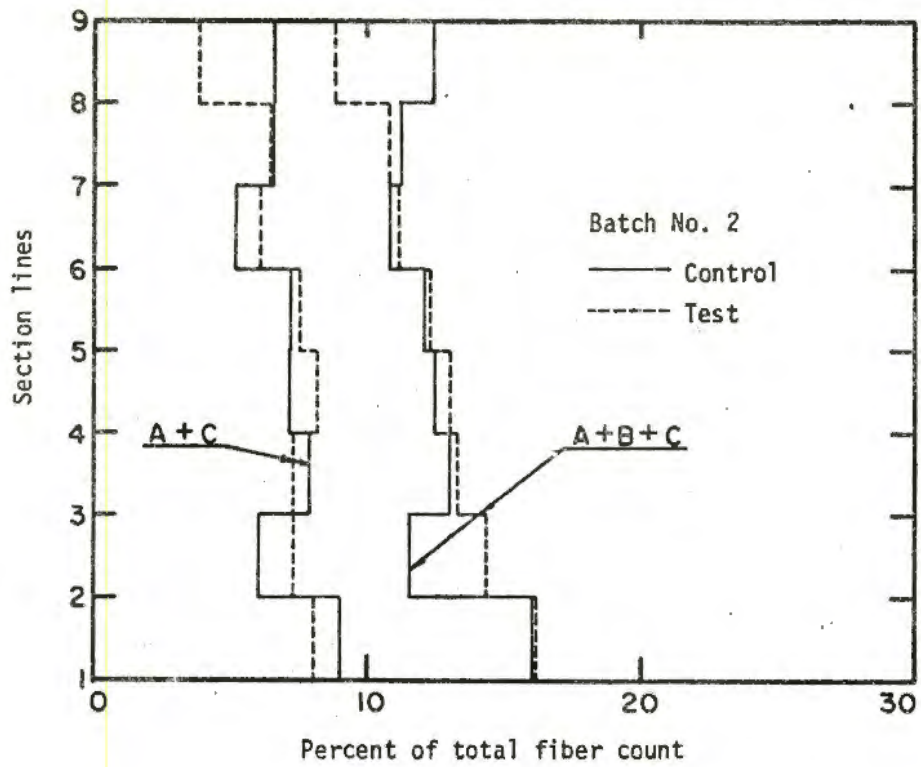 9
8
7
6
5
4
3
2
1
Section lines
Batch No. 2
Control
Test
A + C
A+B+C
0
10
20
30
Percent of total fiber count